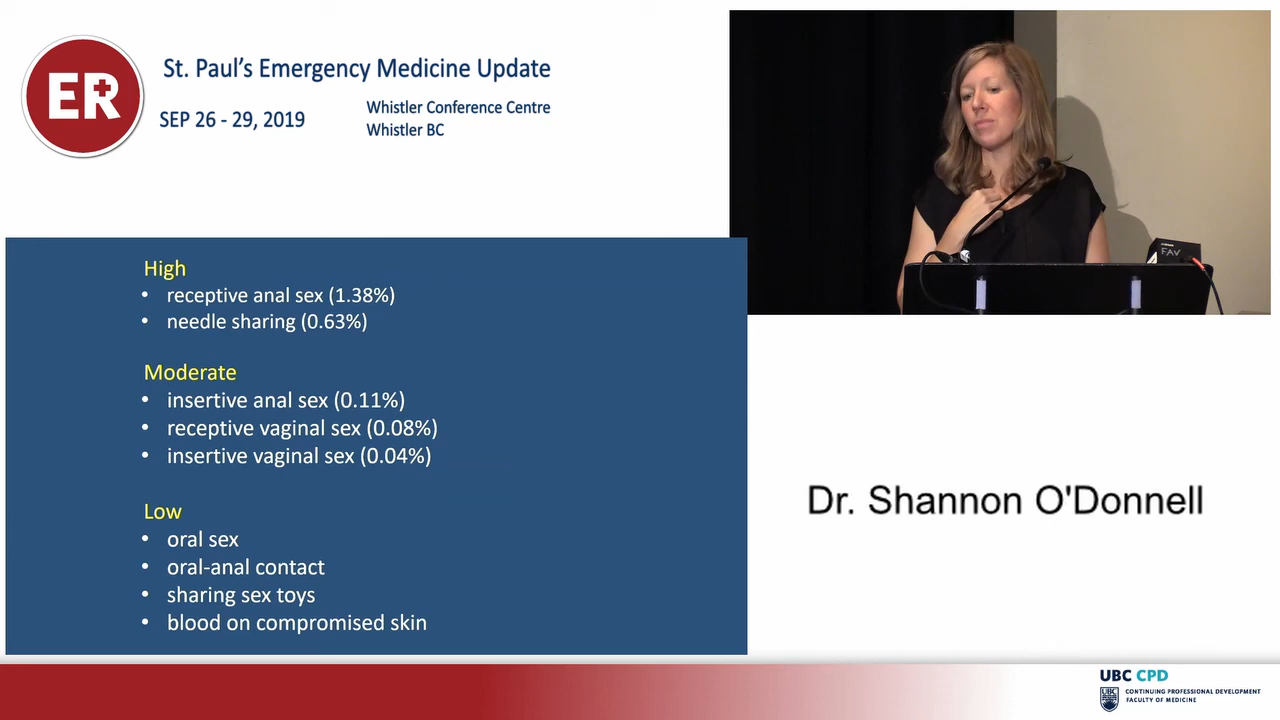 ER
St. Paul's Emergency Medicine Update
SEP 26 - 29, 2019
Whistler Conference Centre
Whistler BC
FAV
High
• receptive anal sex (1.38%)
• needle sharing (0.63%)
Moderate
• insertive anal sex (0.11%)
• receptive vaginal sex (0.08%)
• insertive vaginal sex (0.04%)
Low
• oral sex
• oral-anal contact
• sharing sex toys
• blood on compromised skin
Dr. Shannon O'Donnell
UBC CPD
UBC
CONTINUING PROFESSIONAL DEVELOPMENT
FACULTY OF MEDICINE